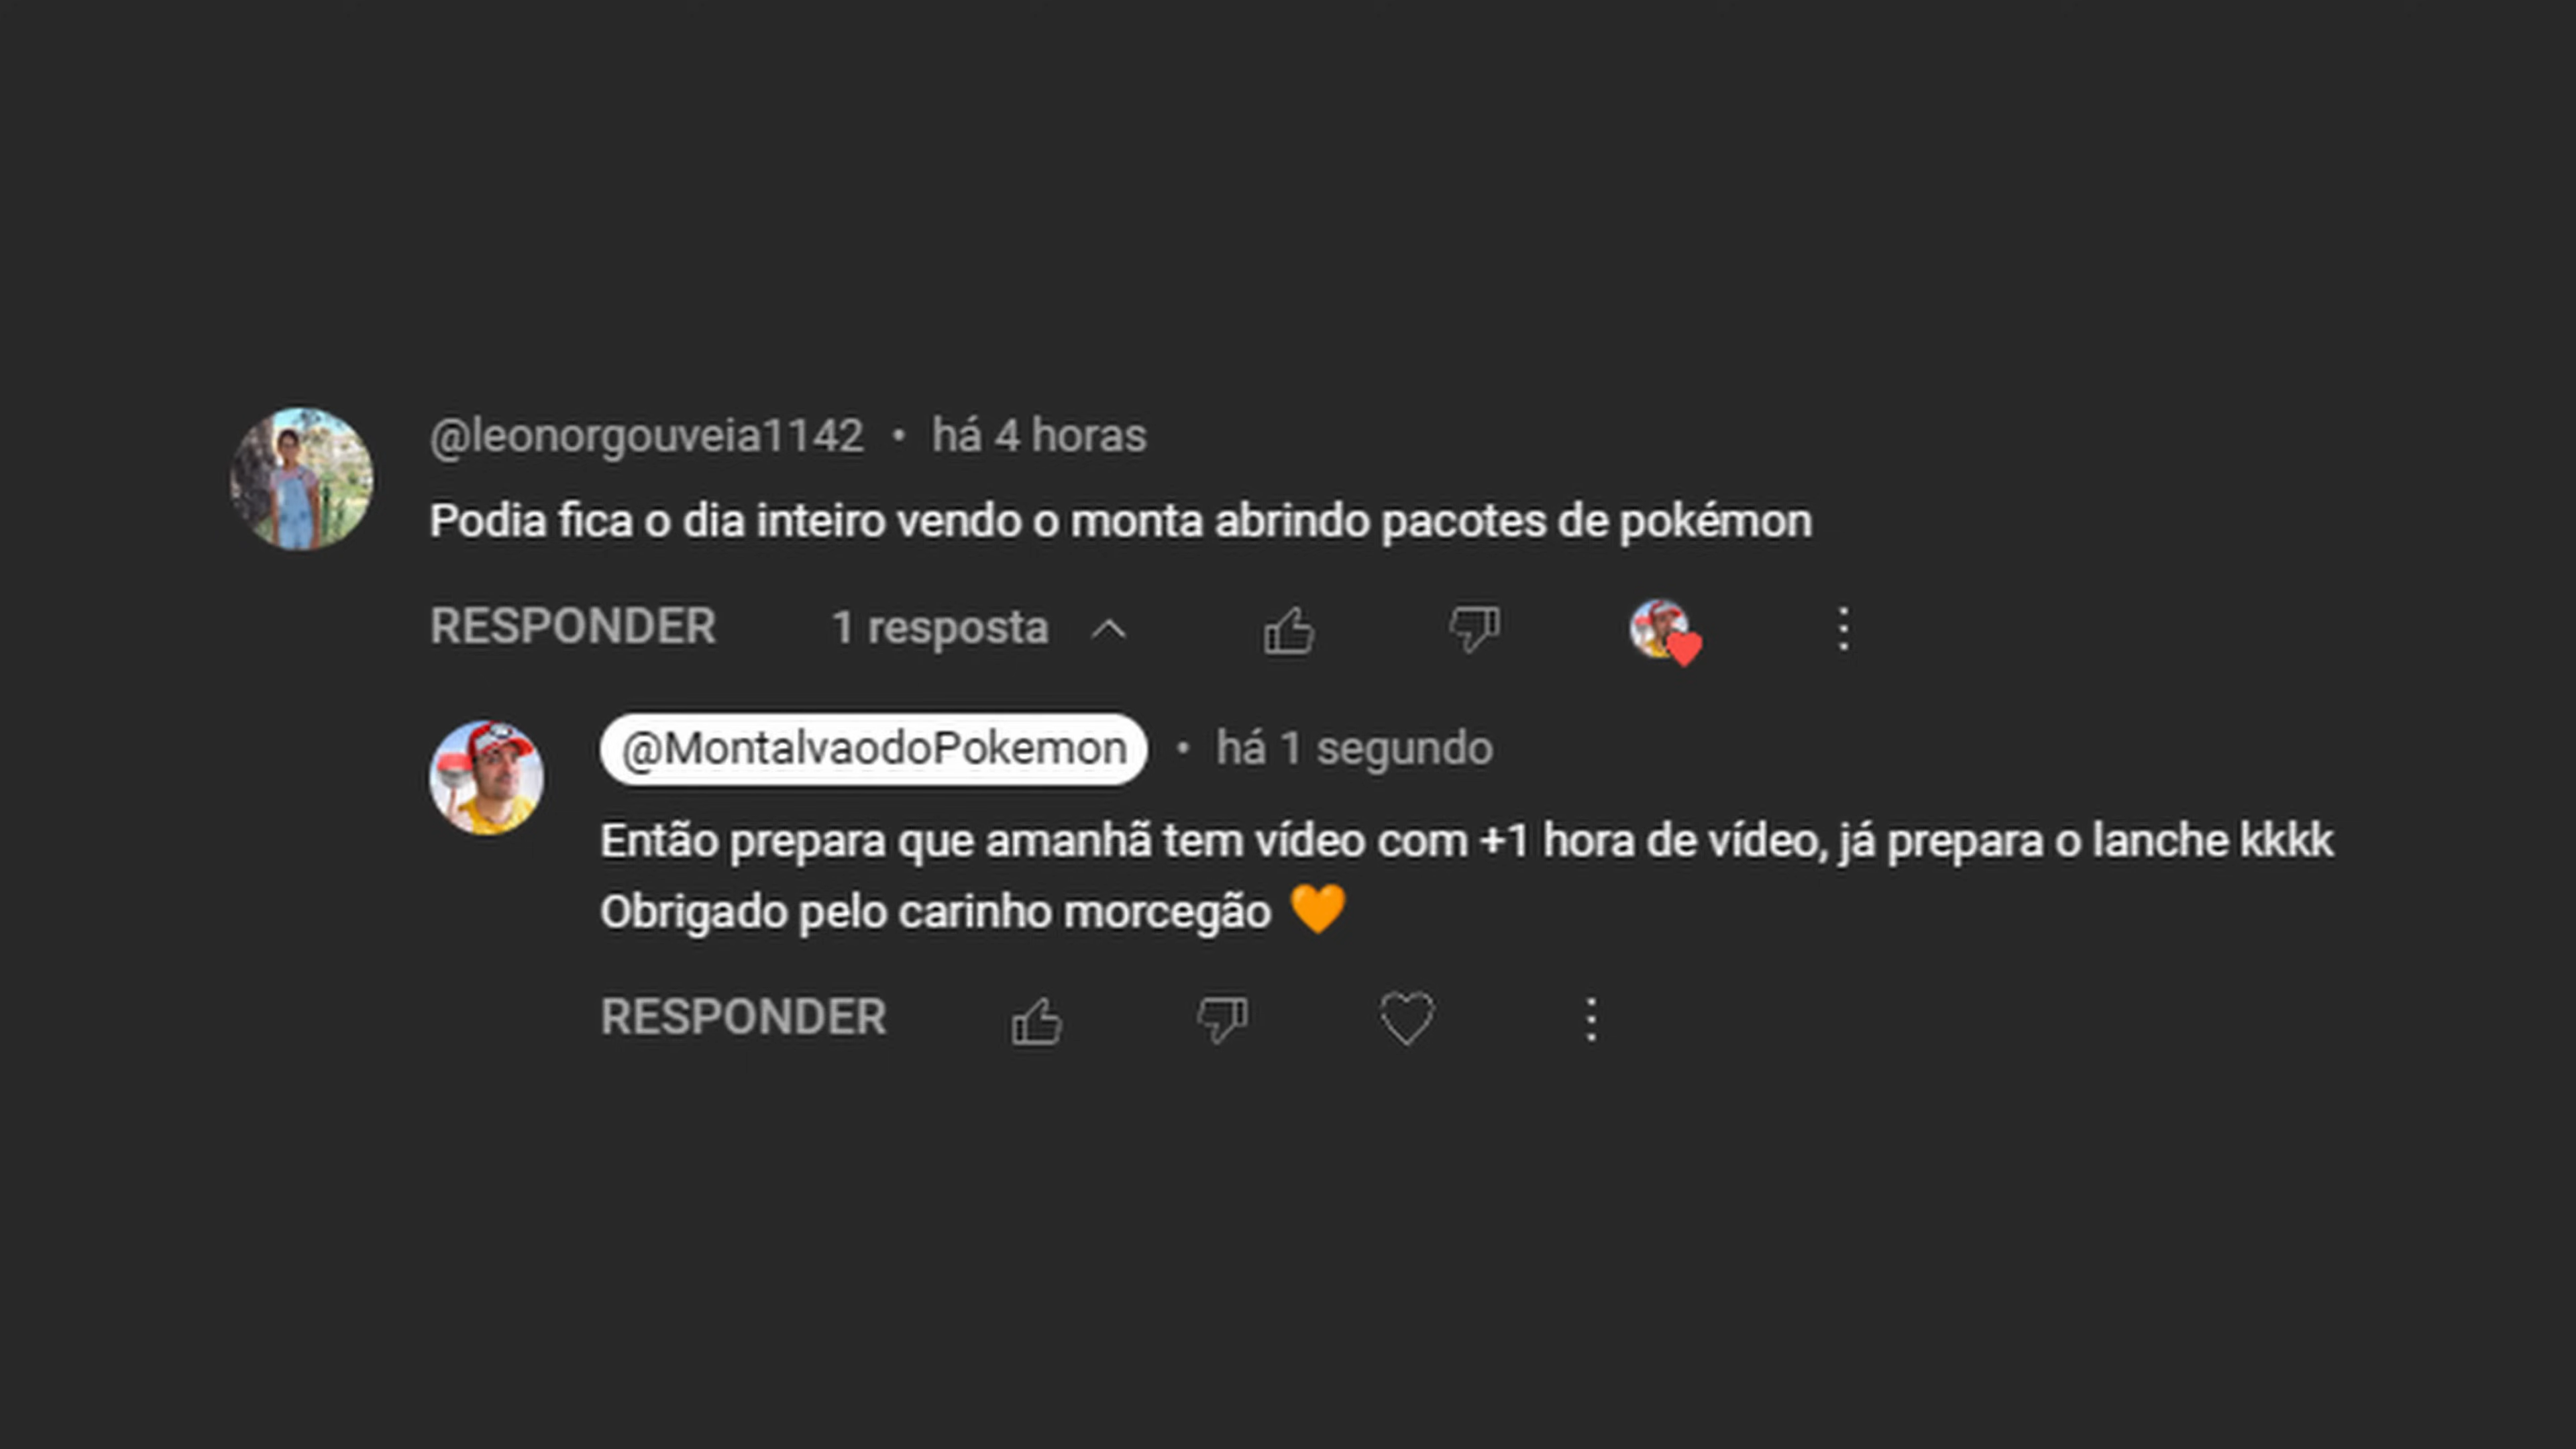 @leonorgouveia1142 • há 4 horas
Podia fica o dia inteiro vendo o monta abrindo pacotes de pokémon
RESPONDER 1 resposta
@MontalvaodoPokemon • há 1 segundo
Então prepara que amanhã tem vídeo com +1 hora de vídeo, já prepara o lanche kkkk
Obrigado pelo carinho morcegão 🧡
RESPONDER